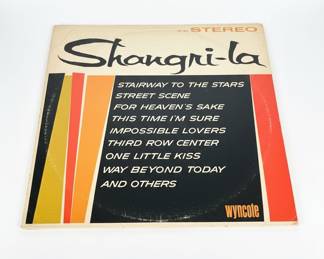 STEREO
Shangri-la
STAIRWAY TO THE STARS
STREET SCENE
FOR HEAVEN'S SAKE
THIS TIME I'M SURE
IMPOSSIBLE LOVERS
THIRD ROW CENTER
ONE LITTLE KISS
WAY BEYOND TODAY
AND OTHERS
wyncote